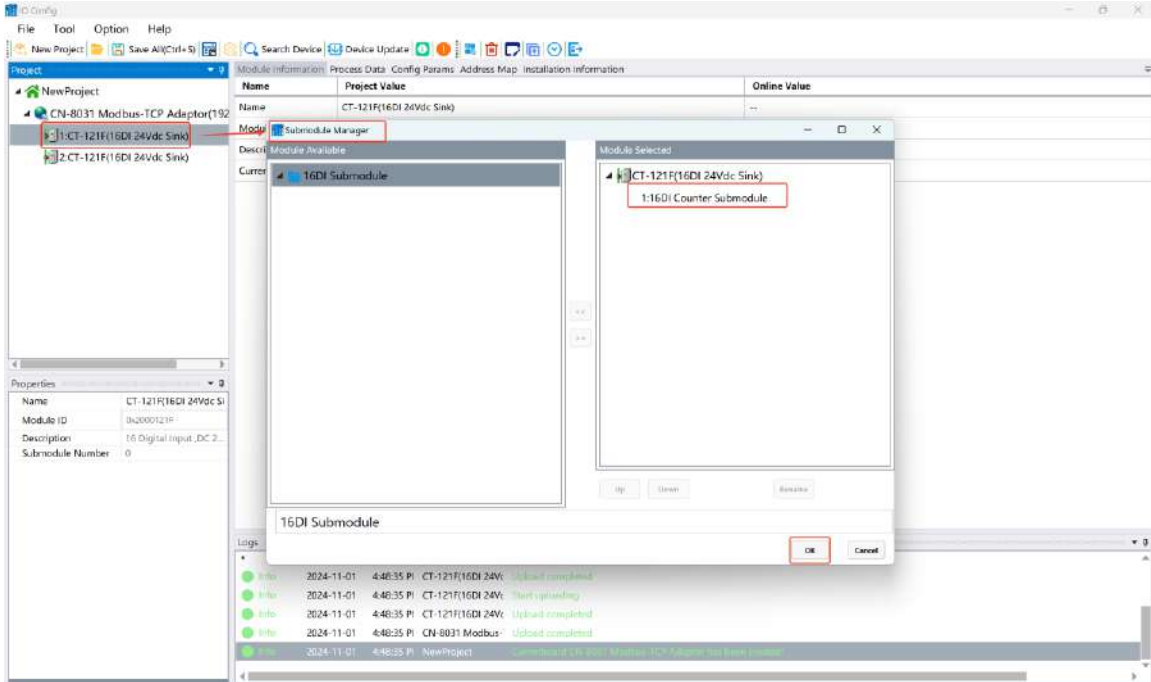 IO Config
File Tool Option Help
New Project Save All(Ctrl+S) Search Device Device Update
Project
Module Information Process Data Config Params Address Map Installation Information
NewProject
Name Project Value Online Value
CN-8031 Modbus-TCP Adaptor(192
Name CT-121F(16DI 24Vdc Sink) --
1:CT-121F(16DI 24Vdc Sink)
Modu
Submodule Manager
2:CT-121F(16DI 24Vdc Sink)
Descri
Module Available
Module Selected
Curren
16DI Submodule
CT-121F(16DI 24Vdc Sink)
1:16DI Counter Submodule
<<
>>
Properties
Name CT-121F(16DI 24Vdc Si
Module ID 0x2000121F
Description 16 Digital Input ,DC 2...
Submodule Number 0
Up Down Rename
16DI Submodule
OK Cancel
Logs
Info 2024-11-01 4:48:35 PI CT-121F(16DI 24Vc Upload completed
Info 2024-11-01 4:48:35 PI CT-121F(16DI 24Vc Start uploading
Info 2024-11-01 4:48:35 PI CT-121F(16DI 24Vc Upload completed
Info 2024-11-01 4:48:35 PI CN-8031 Modbus- Upload completed
Info 2024-11-01 4:48:35 PI NewProject